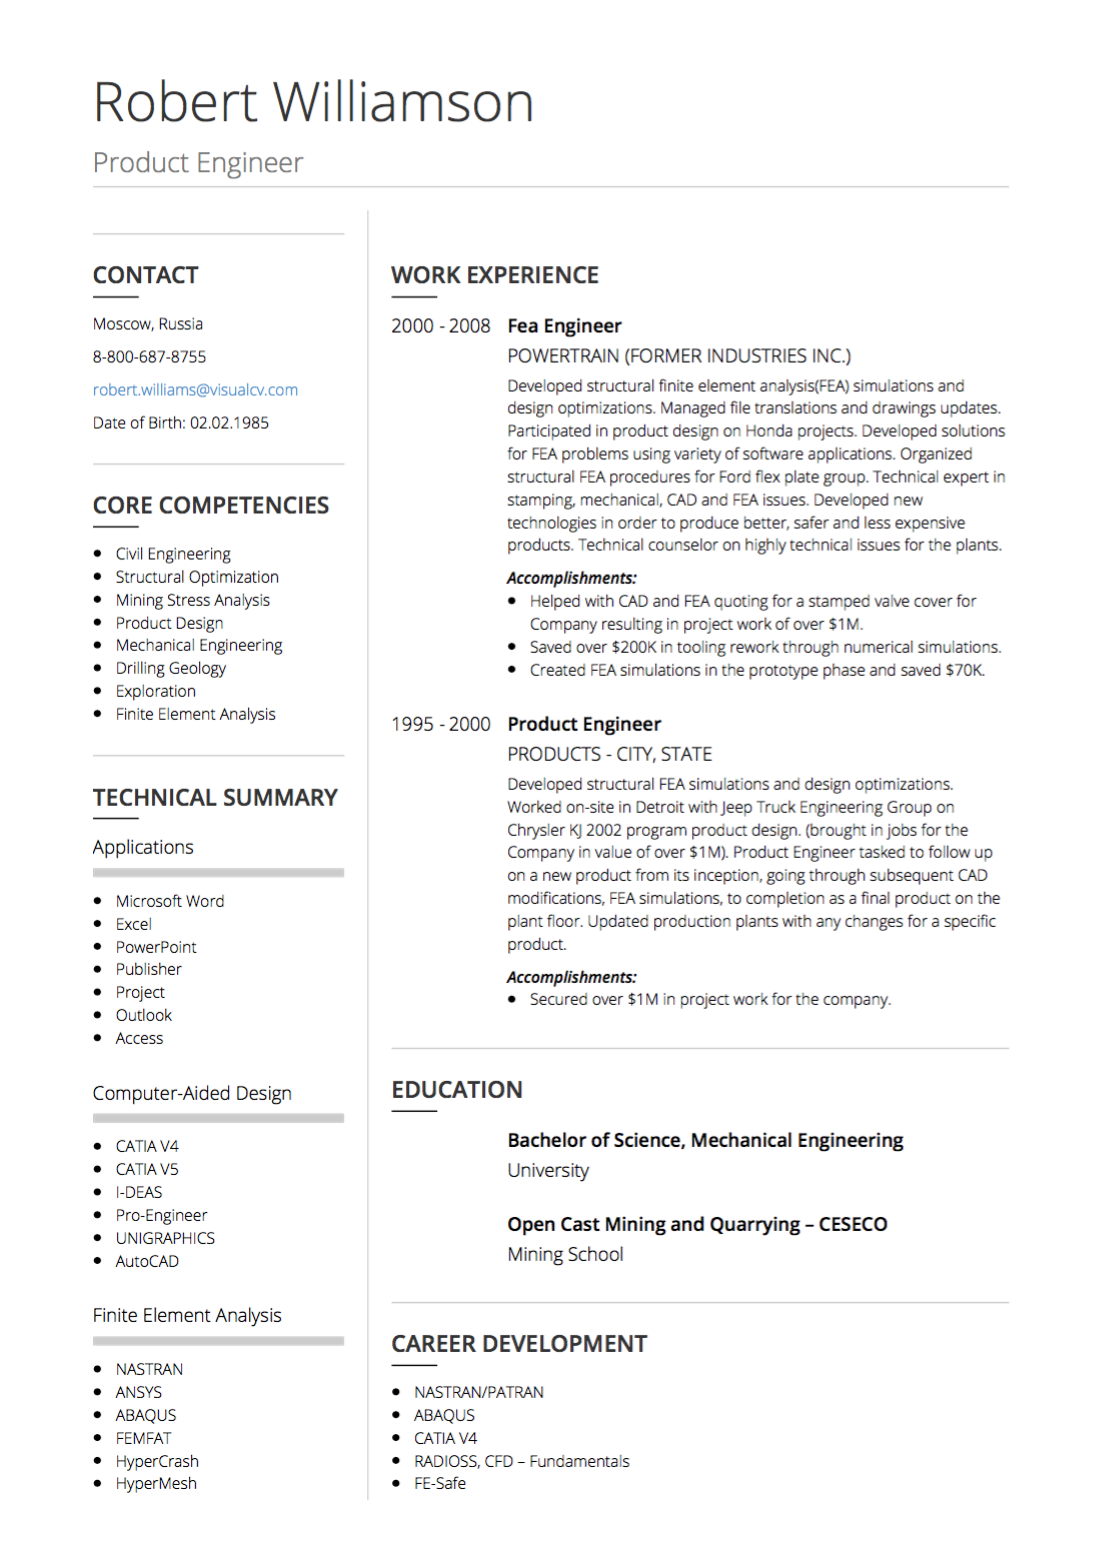 Robert Williamson
Product Engineer
CONTACT
Moscow, Russia
8-800-687-8755
robert.williams@visualcv.com
Date of Birth: 02.02.1985
CORE COMPETENCIES
• Civil Engineering
• Structural Optimization
• Mining Stress Analysis
• Product Design
• Mechanical Engineering
• Drilling Geology
• Exploration
• Finite Element Analysis
TECHNICAL SUMMARY
Applications
• Microsoft Word
• Excel
• PowerPoint
• Publisher
• Project
• Outlook
• Access
Computer-Aided Design
• CATIA V4
• CATIA V5
• I-DEAS
• Pro-Engineer
• UNIGRAPHICS
• AutoCAD
Finite Element Analysis
• NASTRAN
• ANSYS
• ABAQUS
• FEMFAT
• HyperCrash
• HyperMesh
WORK EXPERIENCE
2000 - 2008 Fea Engineer
POWERTRAIN (FORMER INDUSTRIES INC.)
Developed structural finite element analysis(FEA) simulations and
design optimizations. Managed file translations and drawings updates.
Participated in product design on Honda projects. Developed solutions
for FEA problems using variety of software applications. Organized
structural FEA procedures for Ford flex plate group. Technical expert in
stamping, mechanical, CAD and FEA issues. Developed new
technologies in order to produce better, safer and less expensive
products. Technical counselor on highly technical issues for the plants.
Accomplishments:
• Helped with CAD and FEA quoting for a stamped valve cover for
Company resulting in project work of over $1M.
• Saved over $200K in tooling rework through numerical simulations.
• Created FEA simulations in the prototype phase and saved $70K.
1995 - 2000 Product Engineer
PRODUCTS - CITY, STATE
Developed structural FEA simulations and design optimizations.
Worked on-site in Detroit with Jeep Truck Engineering Group on
Chrysler KJ 2002 program product design. (brought in jobs for the
Company in value of over $1M). Product Engineer tasked to follow up
on a new product from its inception, going through subsequent CAD
modifications, FEA simulations, to completion as a final product on the
plant floor. Updated production plants with any changes for a specific
product.
Accomplishments:
• Secured over $1M in project work for the company.
EDUCATION
Bachelor of Science, Mechanical Engineering
University
Open Cast Mining and Quarrying – CESECO
Mining School
CAREER DEVELOPMENT
• NASTRAN/PATRAN
• ABAQUS
• CATIA V4
• RADIOSS, CFD – Fundamentals
• FE-Safe